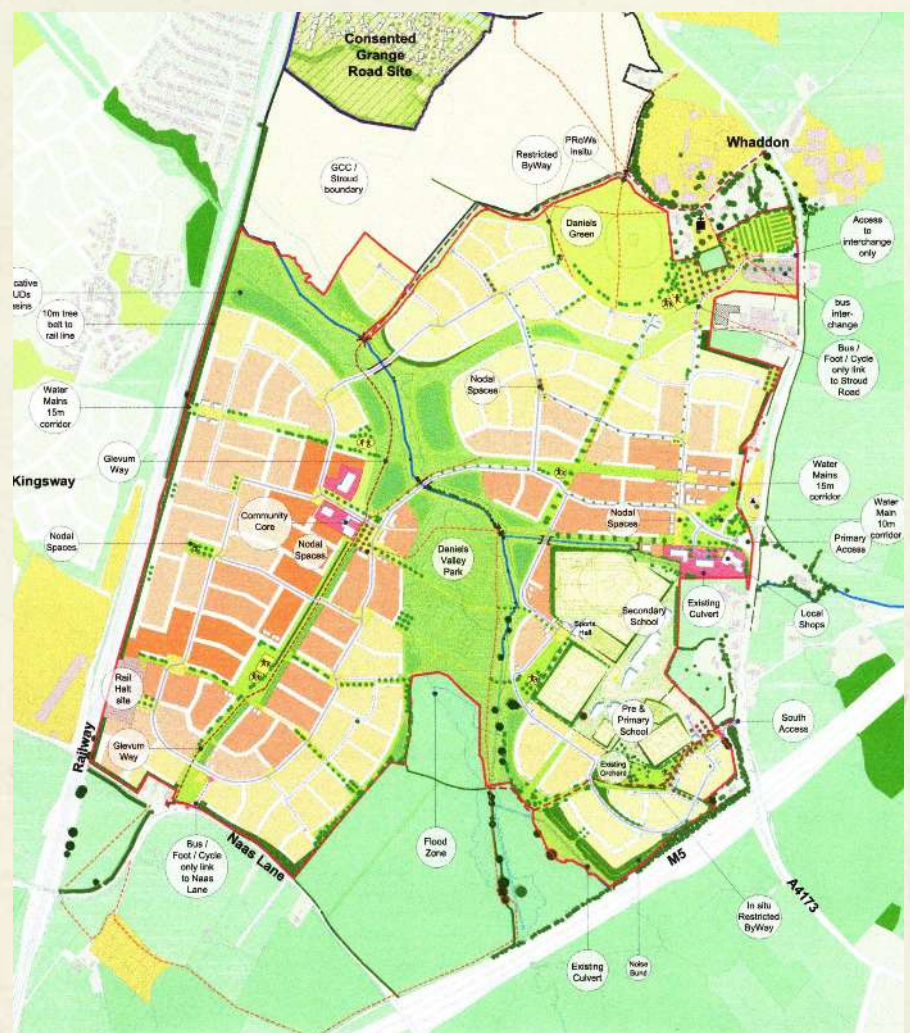 Consented
Grange
Road Site
Whaddon
GCC /
Stroud
boundary
Restricted
ByWay
PRoWs
insitu
Daniels
Green
Access
to
interchange
only
bus
inter-
change
Bus /
Foot / Cycle
only link
to Stroud
Road
10m tree
belt to
rail line
Water
Mains
15m
corridor
Glevum
Way
Kingsway
Nodal
Spaces
Nodal
Spaces
Community
Core
Nodal
Spaces
Daniels
Valley
Park
Nodal
Spaces
Water
Mains
15m
corridor
Water
Main
10m
corridor
Primary
Access
Existing
Culvert
Local
Shops
Secondary
School
Sports
Hall
Pre &
Primary
School
Existing
Orchard
South
Access
Rail
Halt
site
Glevum
Way
Railway
Naas Lane
Bus /
Foot / Cycle
only link
to Naas
Lane
Flood
Zone
M5
A4173
In situ
Restricted
ByWay
Existing
Culvert
Noise
Bund